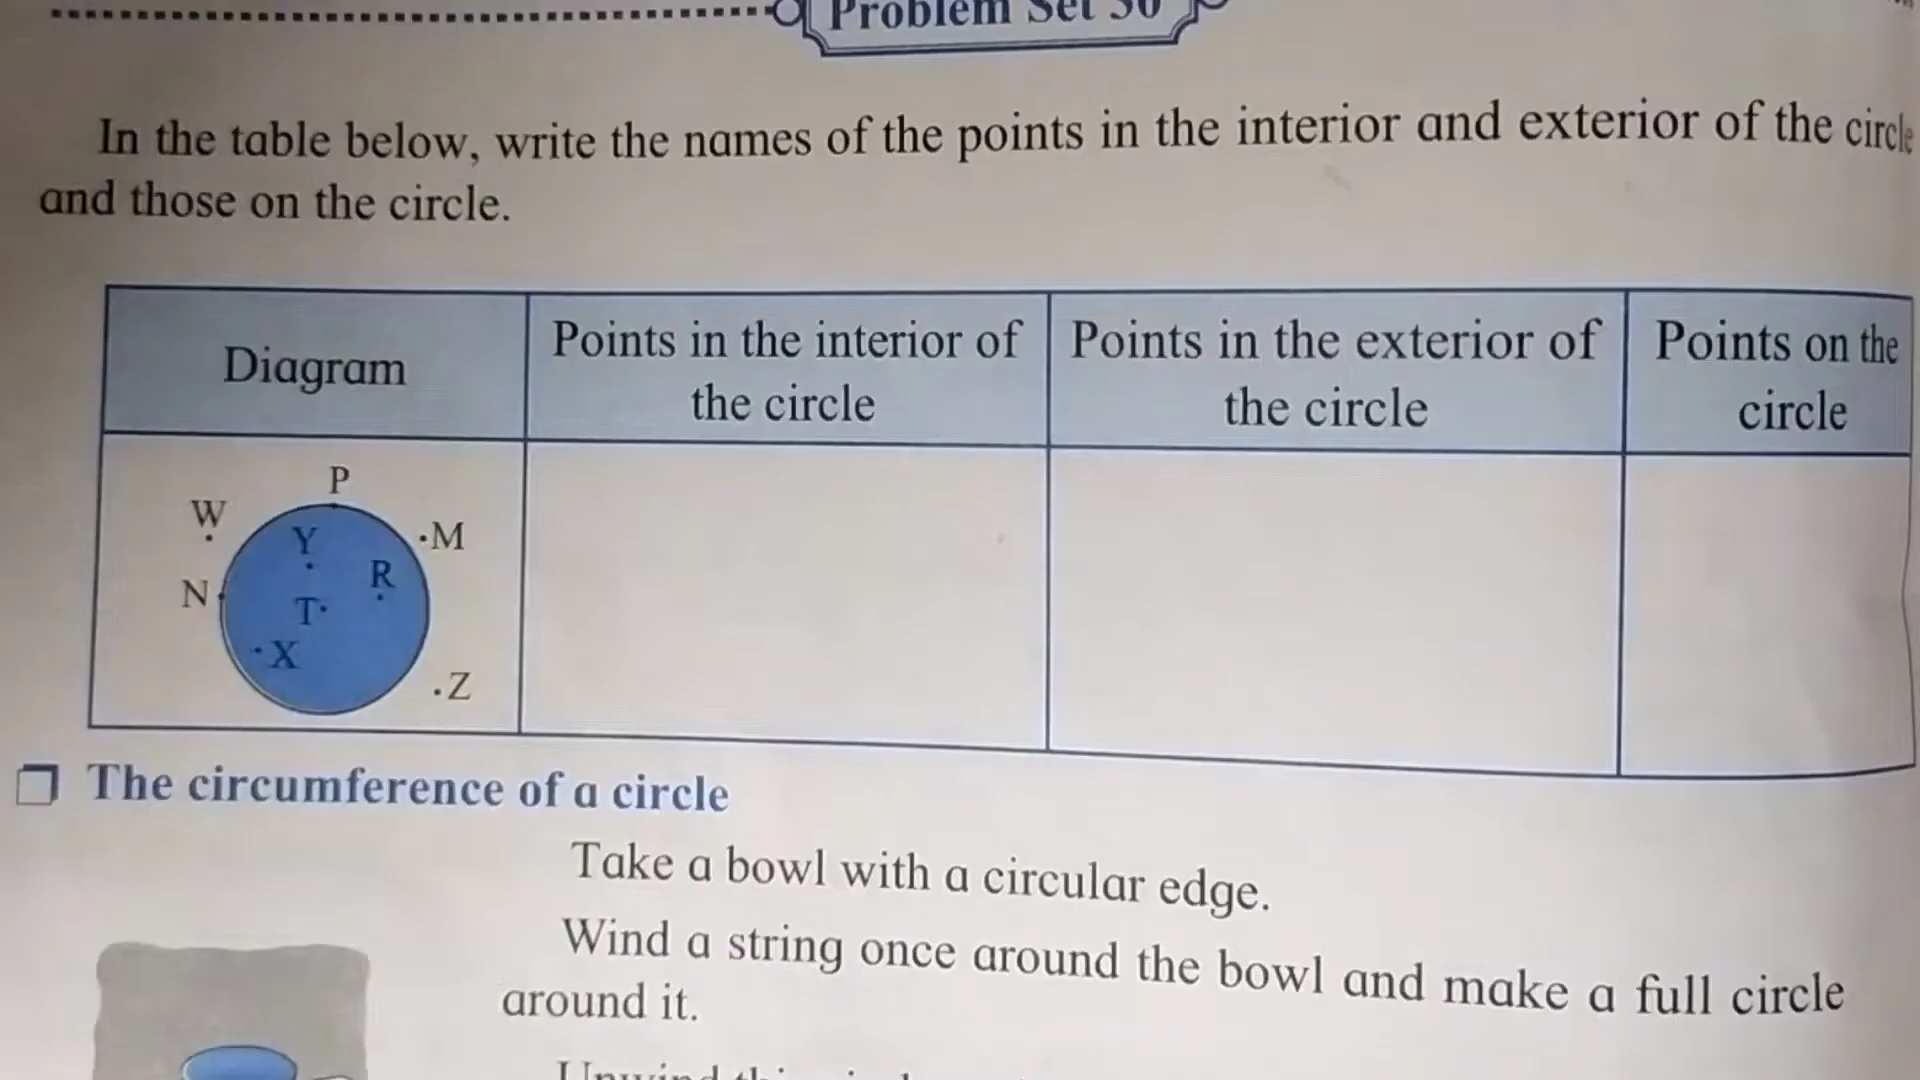 Problem Set 36
In the table below, write the names of the points in the interior and exterior of the circle
and those on the circle.
Diagram
Points in the interior of
the circle
Points in the exterior of
the circle
Points on the
circle
P
W
Y
M
R
N
T
X
Z
The circumference of a circle
Take a bowl with a circular edge.
Wind a string once around the bowl and make a full circle
around it.
Unwind